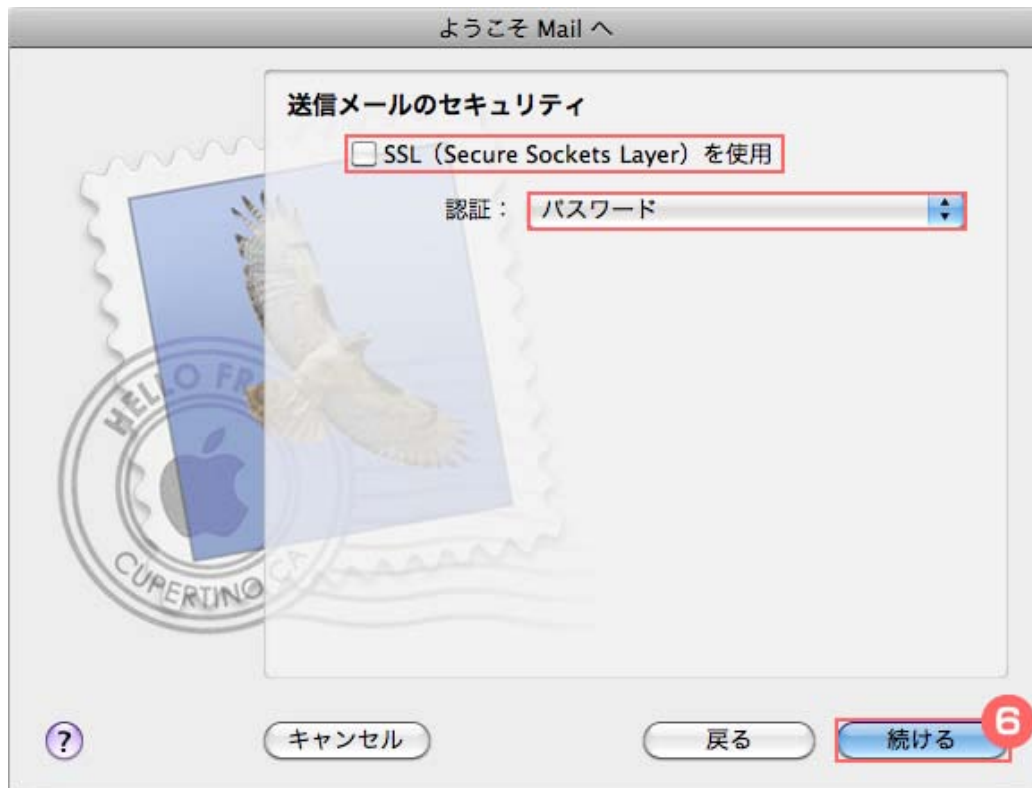 ようこそ Mail へ
送信メールのセキュリティ
SSL（Secure Sockets Layer）を使用
認証： パスワード
HELLO FR
CUPERTINO CA
? キャンセル 戻る 続ける 6